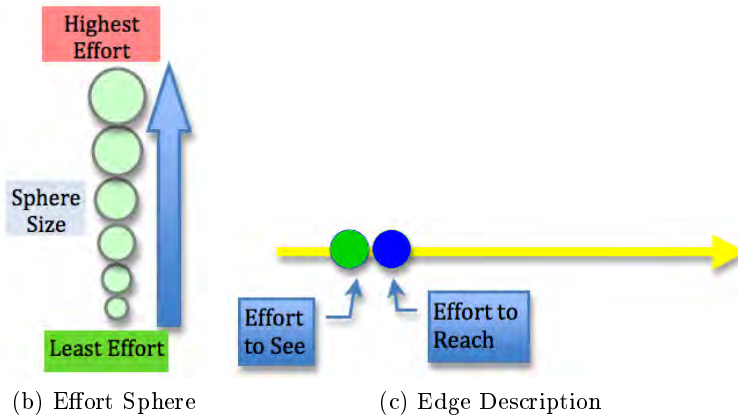 Highest
Effort
Sphere
Size
Least Effort
Effort
to See
Effort to
Reach
(b) Effort Sphere
(c) Edge Description